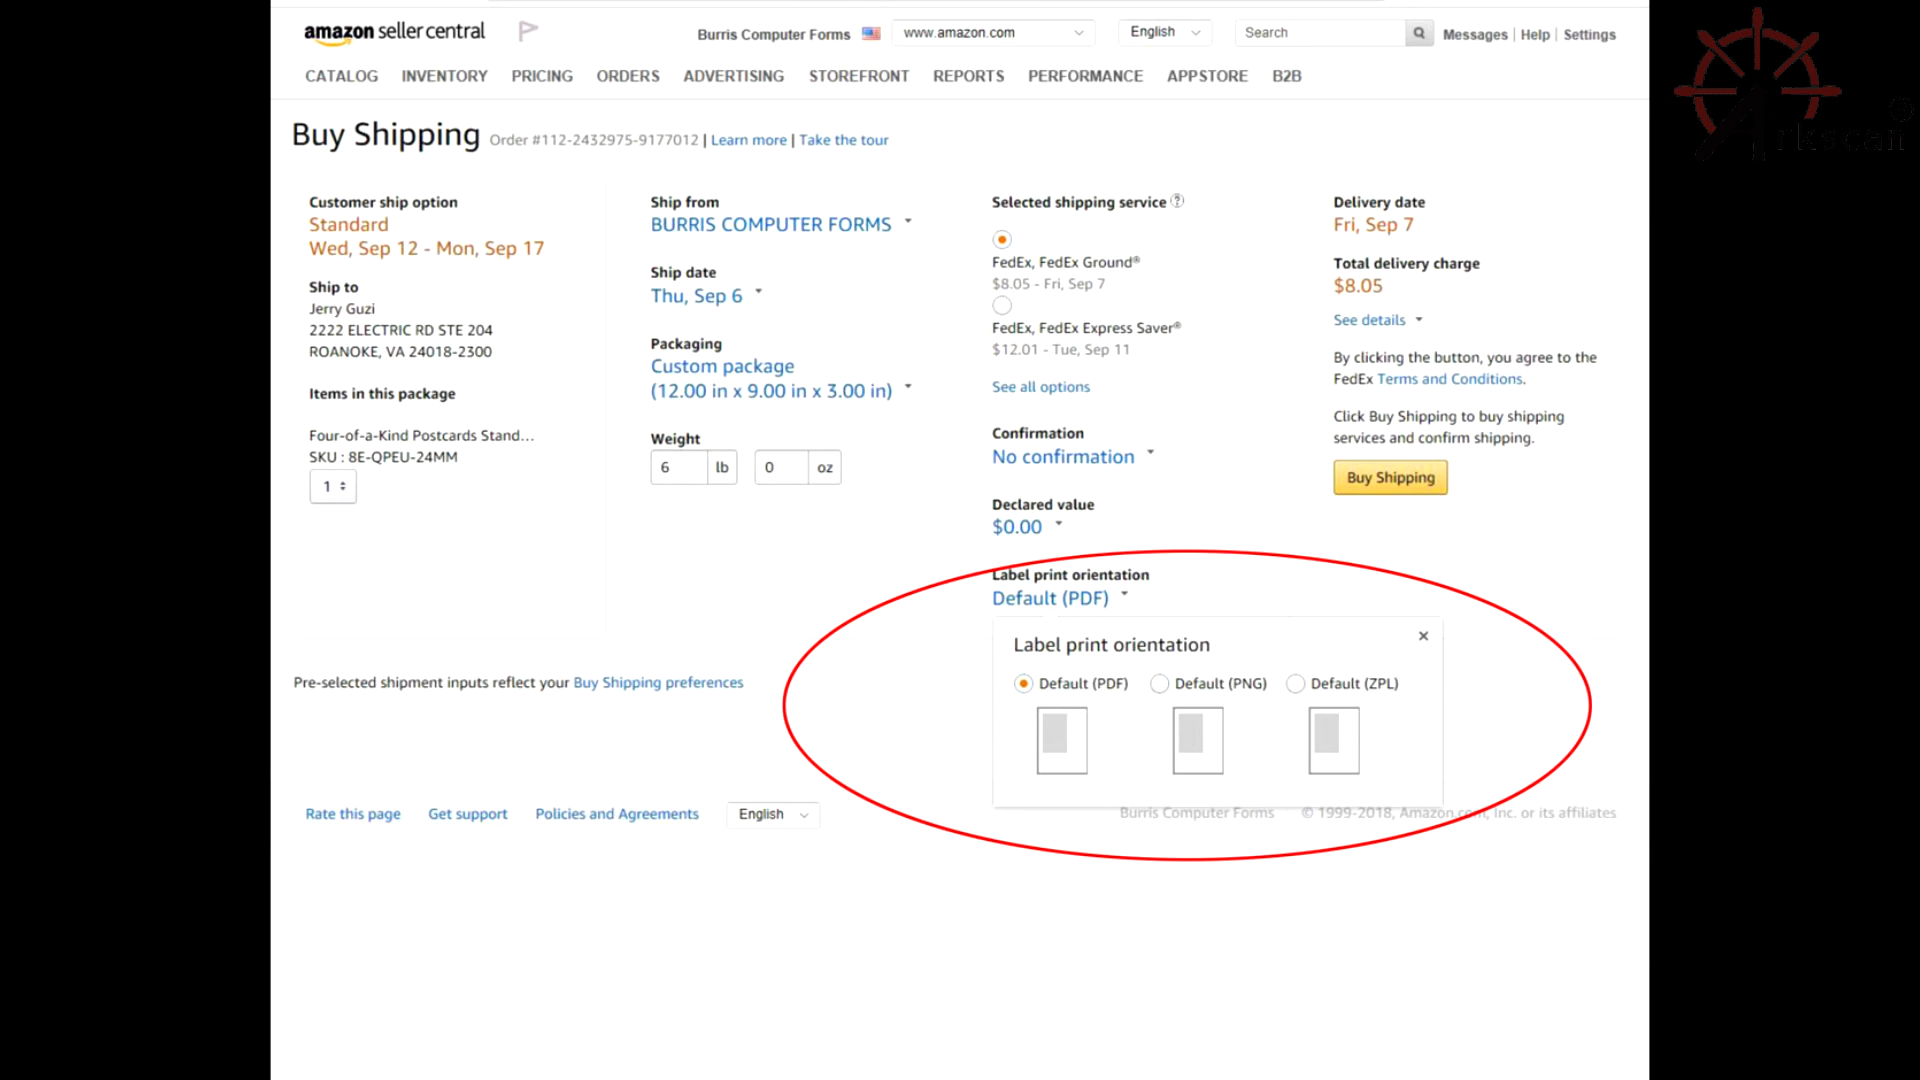 amazon seller central
Burris Computer Forms
www.amazon.com
English
Search
Messages | Help | Settings
CATALOG INVENTORY PRICING ORDERS ADVERTISING STOREFRONT REPORTS PERFORMANCE APPSTORE B2B
Buy Shipping Order #112-2432975-9177012 | Learn more | Take the tour
Customer ship option
Standard
Wed, Sep 12 - Mon, Sep 17
Ship to
Jerry Guzi
2222 ELECTRIC RD STE 204
ROANOKE, VA 24018-2300
Items in this package
Four-of-a-Kind Postcards Stand...
SKU : 8E-QPEU-24MM
1
Ship from
BURRIS COMPUTER FORMS
Ship date
Thu, Sep 6
Packaging
Custom package
(12.00 in x 9.00 in x 3.00 in)
Weight
6 lb 0 oz
Selected shipping service ?
FedEx, FedEx Ground®
$8.05 - Fri, Sep 7
FedEx, FedEx Express Saver®
$12.01 - Tue, Sep 11
See all options
Confirmation
No confirmation
Declared value
$0.00
Label print orientation
Default (PDF)
Label print orientation
Default (PDF) Default (PNG) Default (ZPL)
Delivery date
Fri, Sep 7
Total delivery charge
$8.05
See details
By clicking the button, you agree to the
FedEx Terms and Conditions.
Click Buy Shipping to buy shipping
services and confirm shipping.
Buy Shipping
Pre-selected shipment inputs reflect your Buy Shipping preferences
Rate this page Get support Policies and Agreements English
Burris Computer Forms © 1999-2018, Amazon.com, Inc. or its affiliates
Arkscan